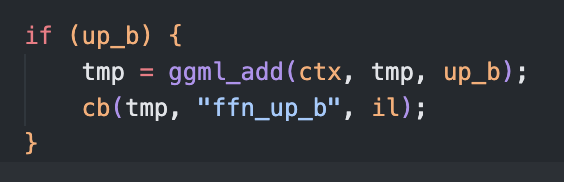 if (up_b) {
    tmp = ggml_add(ctx, tmp, up_b);
    cb(tmp, "ffn_up_b", il);
}